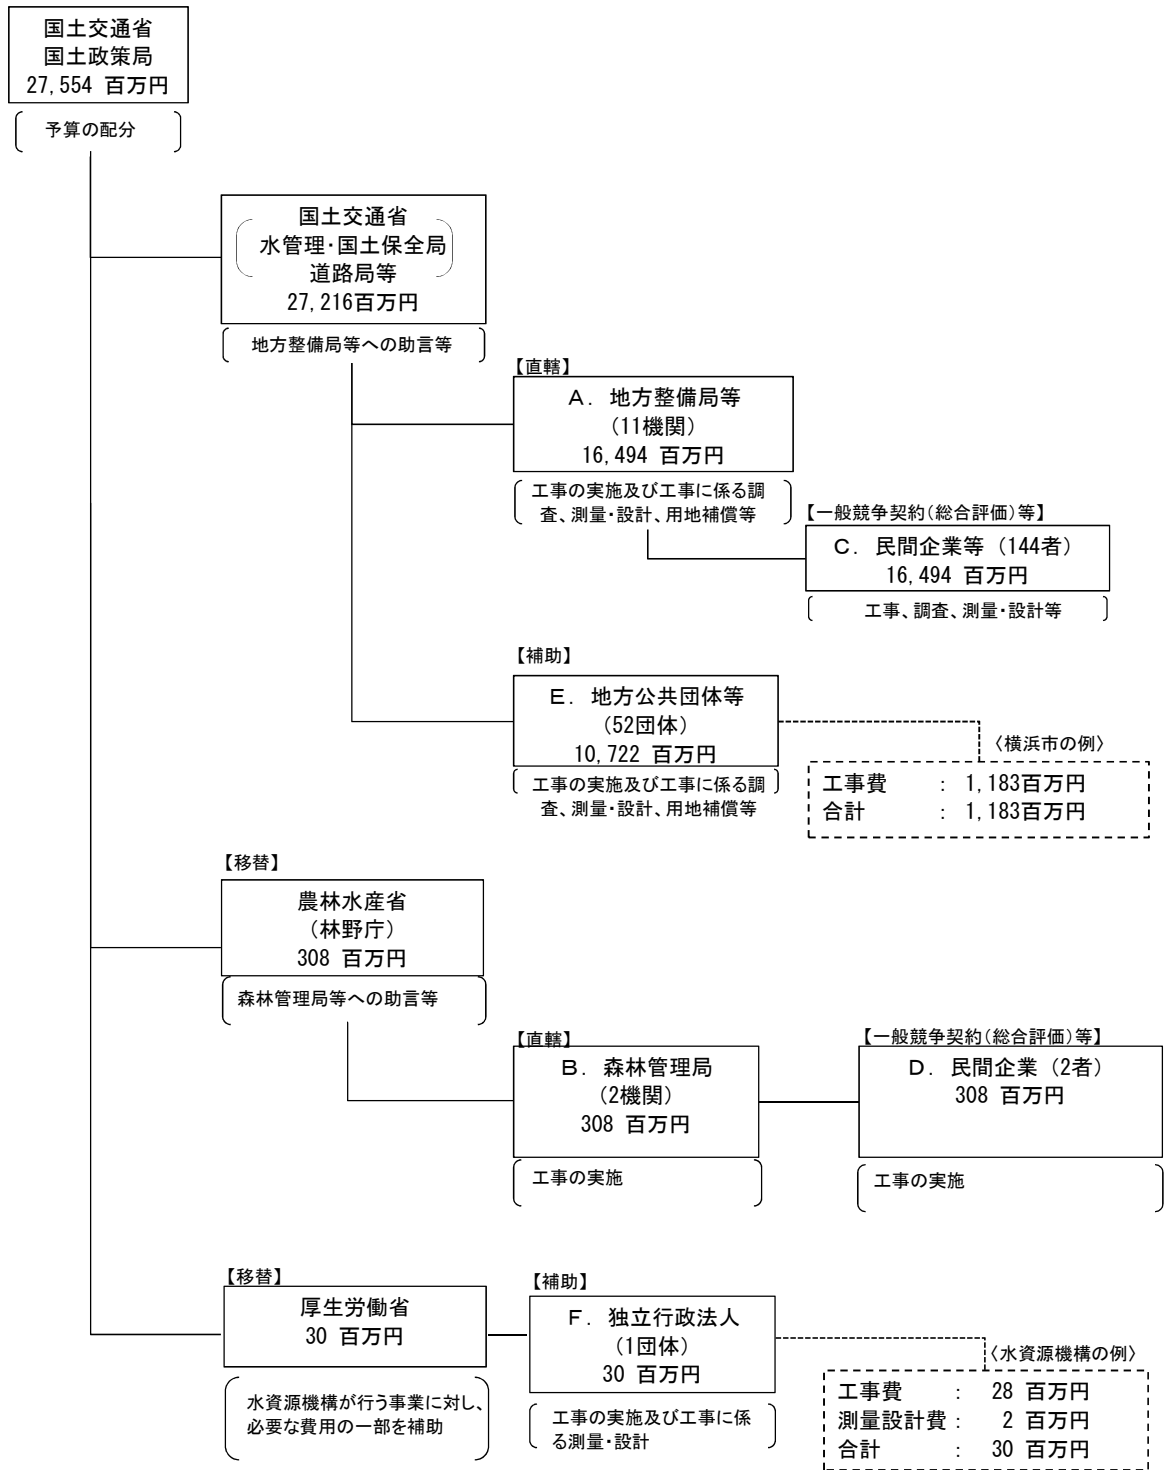 国土交通省
国土政策局
27,554 百万円
予算の配分
国土交通省
水管理・国土保全局
道路局等
27,216百万円
地方整備局等への助言等
【直轄】
A. 地方整備局等
（11機関）
16,494 百万円
工事の実施及び工事に係る調
査、測量・設計、用地補償等
【一般競争契約（総合評価）等】
C. 民間企業等（144者）
16,494 百万円
工事、調査、測量・設計等
【補助】
E. 地方公共団体等
（52団体）
10,722 百万円
工事の実施及び工事に係る調
査、測量・設計、用地補償等
〈横浜市の例〉
工事費 ： 1,183百万円
合計 ： 1,183百万円
【移替】
農林水産省
（林野庁）
308 百万円
森林管理局等への助言等
【直轄】
B. 森林管理局
（2機関）
308 百万円
工事の実施
【一般競争契約（総合評価）等】
D. 民間企業（2者）
308 百万円
工事の実施
【移替】
厚生労働省
30 百万円
水資源機構が行う事業に対し、
必要な費用の一部を補助
【補助】
F. 独立行政法人
（1団体）
30 百万円
工事の実施及び工事に係
る測量・設計
〈水資源機構の例〉
工事費 ： 28 百万円
測量設計費： 2 百万円
合計 ： 30 百万円